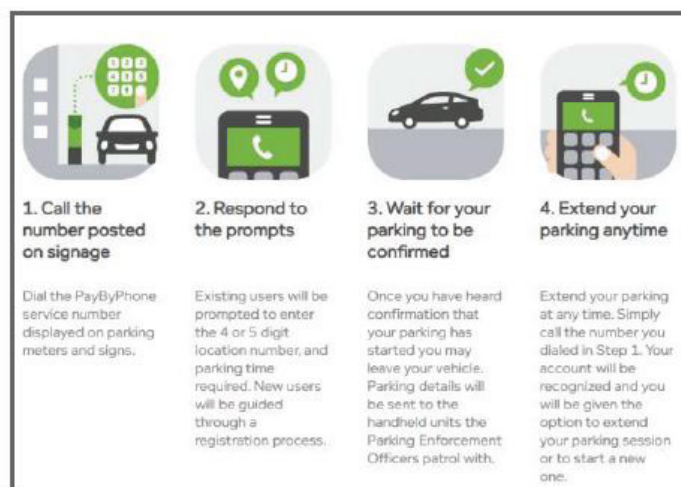 1. Call the
number posted
on signage
Dial the PayByPhone
service number
displayed on parking
meters and signs.
2. Respond to
the prompts
Existing users will be
prompted to enter
the 4 or 5 digit
location number, and
parking time
required. New users
will be guided
through a
registration process.
3. Wait for your
parking to be
confirmed
Once you have heard
confirmation that
your parking has
started you may
leave your vehicle.
Parking details will
be sent to the
handheld units the
Parking Enforcement
Officers patrol with.
4. Extend your
parking anytime
Extend your parking
at any time. Simply
call the number you
dialed in Step 1. Your
account will be
recognized and you
will be given the
option to extend
your parking session
or to start a new
one.